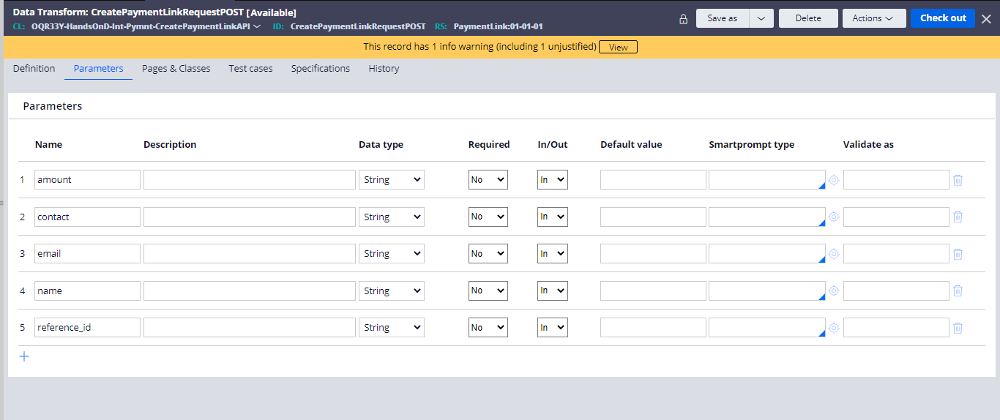 Data Transform: CreatePaymentLinkRequestPOST [Available]
CL: OQR33Y-HandsOnD-Int-Pymnt-CreatePaymentLinkAPI ID: CreatePaymentLinkRequestPOST RS: PaymentLink:01-01-01
Save as Delete Actions Check out
This record has 1 info warning (including 1 unjustified) View
Definition Parameters Pages & Classes Test cases Specifications History
Parameters
Name Description Data type Required In/Out Default value Smartprompt type Validate as
1 amount String No In
2 contact String No In
3 email String No In
4 name String No In
5 reference_id String No In